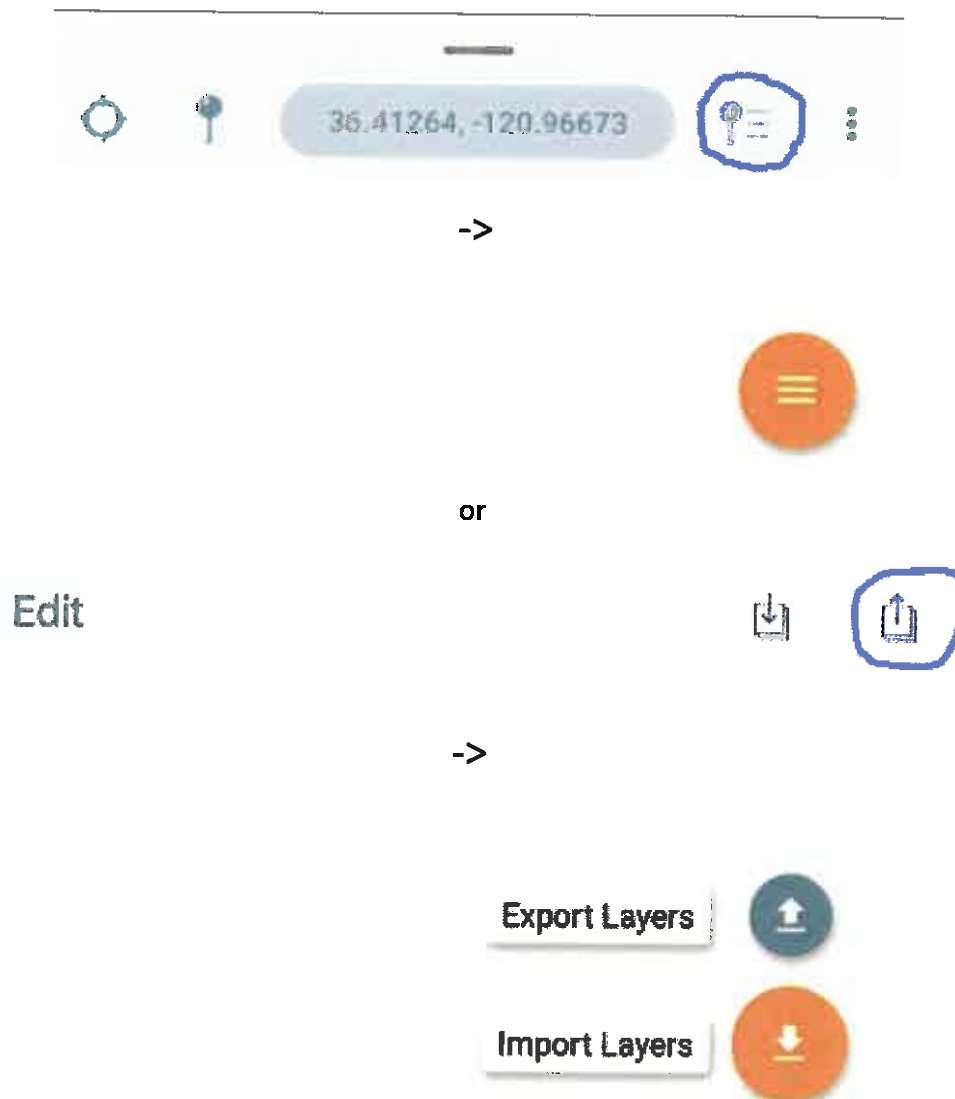 36.41264, -120.96673
->
or
Edit
->
Export Layers
Import Layers